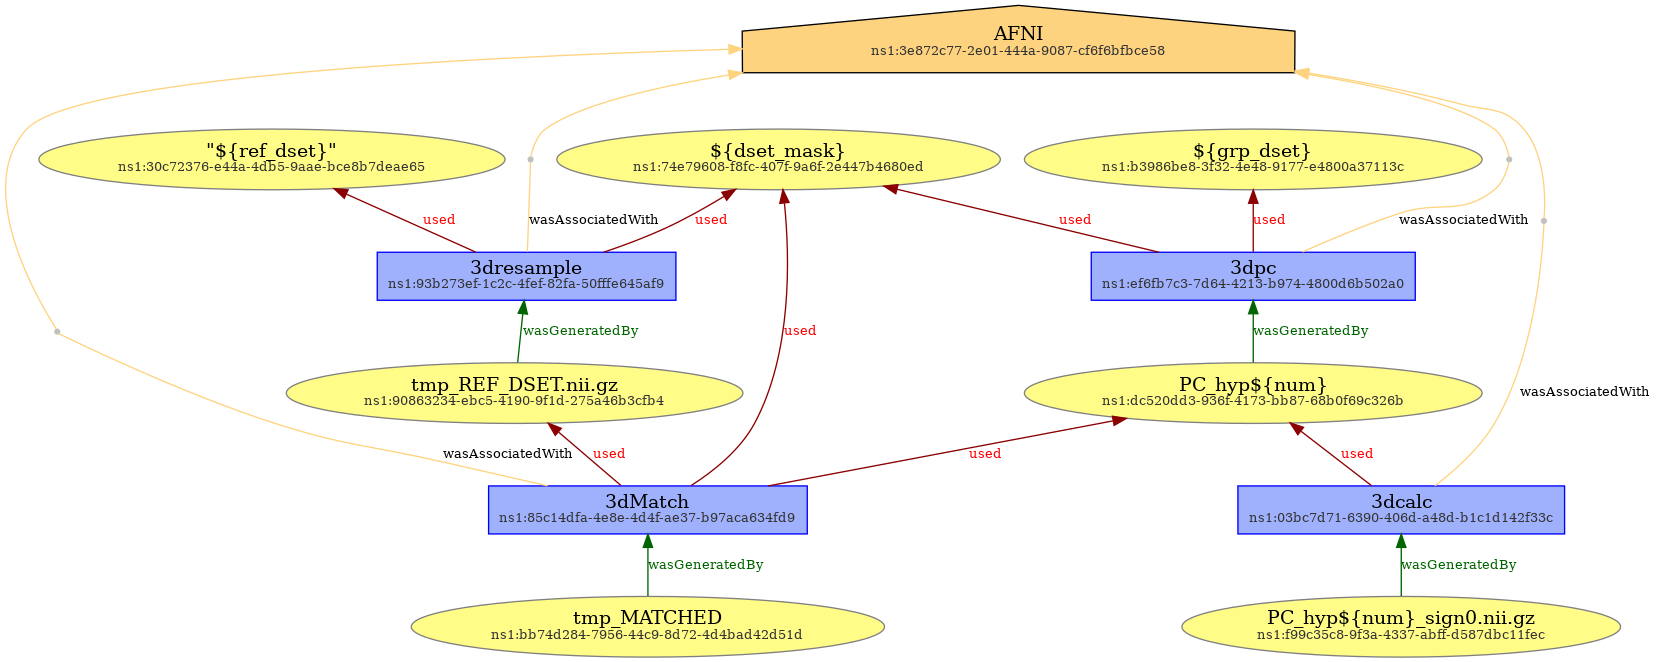 AFNI
ns1:3e872c77-2e01-444a-9087-cf6f6bfbce58
"${ref_dset}"
ns1:30c72376-e44a-4db5-9aae-bce8b7deae65
${dset_mask}
ns1:74e79608-f8fc-407f-9a6f-2e447b4680ed
${grp_dset}
ns1:b3986be8-3f32-4e48-9177-e4800a37113c
used
wasAssociatedWith
used
used
used
wasAssociatedWith
3dresample
ns1:93b273ef-1c2c-4fef-82fa-50fffe645af9
3dpc
ns1:ef6fb7c3-7d64-4213-b974-4800d6b502a0
wasGeneratedBy
used
wasGeneratedBy
tmp_REF_DSET.nii.gz
ns1:90863234-ebc5-4190-9f1d-275a46b3cfb4
PC_hyp${num}
ns1:dc520dd3-936f-4173-bb87-68b0f69c326b
wasAssociatedWith
wasAssociatedWith
used
used
used
3dMatch
ns1:85c14dfa-4e8e-4d4f-ae37-b97aca634fd9
3dcalc
ns1:03bc7d71-6390-406d-a48d-b1c1d142f33c
wasGeneratedBy
wasGeneratedBy
tmp_MATCHED
ns1:bb74d284-7956-44c9-8d72-4d4bad42d51d
PC_hyp${num}_sign0.nii.gz
ns1:f99c35c8-9f3a-4337-abff-d587dbc11fec